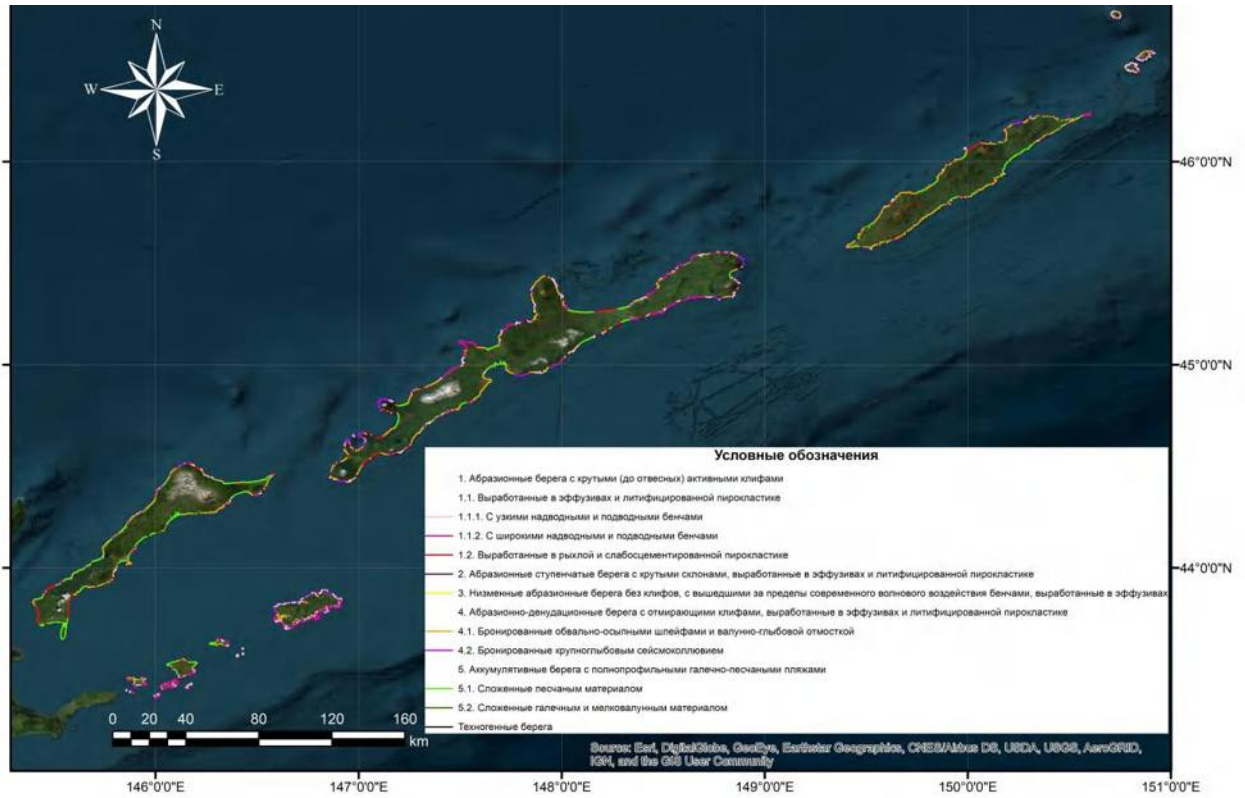 N
W E
S
46°0'0"N
45°0'0"N
44°0'0"N
Условные обозначения
1. Абразионные берега с крутыми (до отвесных) активными клифами
1.1. Выработанные в эффузивах и литифицированной пирокластике
1.1.1. С узкими надводными и подводными бенчами
1.1.2. С широкими надводными и подводными бенчами
1.2. Выработанные в рыхлой и слабосцементированной пирокластике
2. Абразионные ступенчатые берега с крутыми склонами, выработанные в эффузивах и литифицированной пирокластике
3. Низменные абразионные берега без клифов, с вышедшими за пределы современного волнового воздействия бенчами, выработанные в эффузивах
4. Абразионно-денудационные берега с отмирающими клифами, выработанные в эффузивах и литифицированной пирокластике
4.1. Бронированные обвально-осыпными шлейфами и валунно-глыбовой отмосткой
4.2. Бронированные крупноглыбовым сейсмоколлювием
5. Аккумулятивные берега с полнопрофильными галечно-песчаными пляжами
5.1. Сложенные песчаным материалом
5.2. Сложенные галечным и мелковалунным материалом
Техногенные берега
0 20 40 80 120 160
km
Source: Esri, DigitalGlobe, GeoEye, Earthstar Geographics, CNES/Airbus DS, USDA, USGS, AeroGRID,
IGN, and the GIS User Community
146°0'0"E 147°0'0"E 148°0'0"E 149°0'0"E 150°0'0"E 151°0'0"E